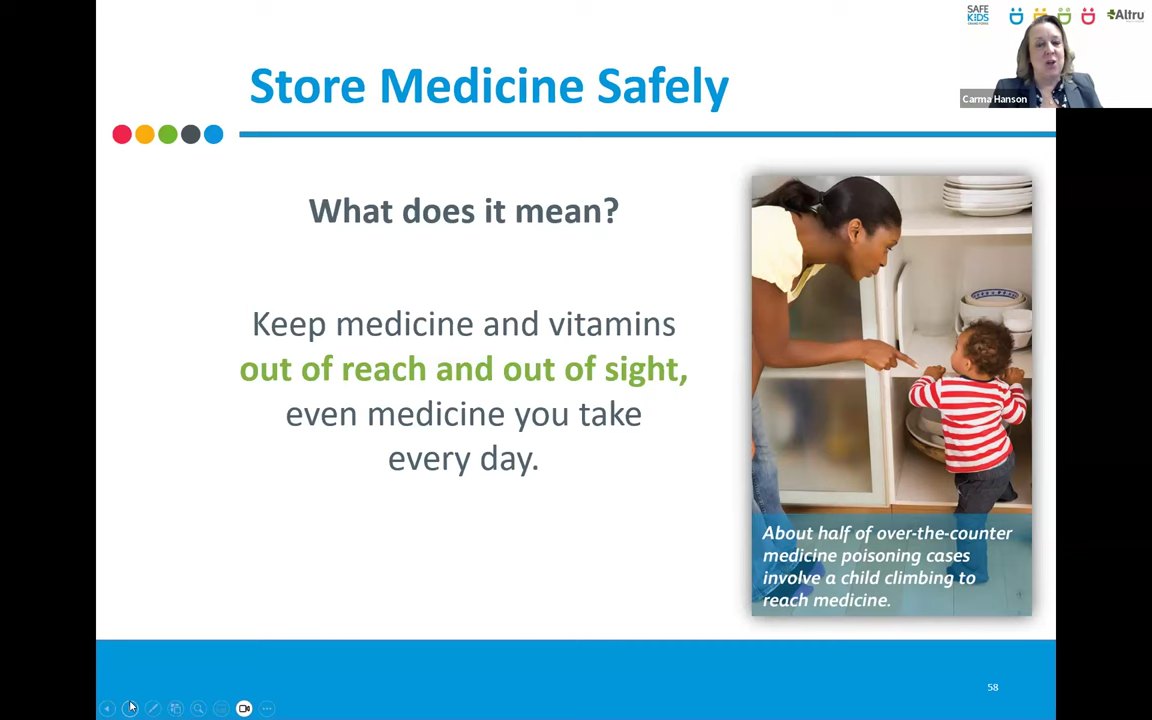 SAFE
KiDS
Altru
Carma Hanson
Store Medicine Safely
What does it mean?
Keep medicine and vitamins
out of reach and out of sight,
even medicine you take
every day.
About half of over-the-counter
medicine poisoning cases
involve a child climbing to
reach medicine.
58